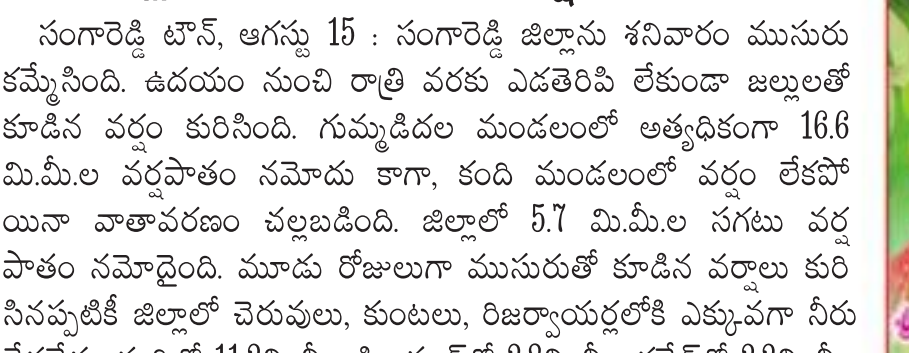 సంగారెడ్డి టౌన్, ఆగస్టు 15 : సంగారెడ్డి జిల్లాను శనివారం ముసురు
కమ్మేసింది. ఉదయం నుంచి రాత్రి వరకు ఎడతెరిపి లేకుండా జల్లులతో
కూడిన వర్షం కురిసింది. గుమ్మడిదల మండలంలో అత్యధికంగా 16.6
మి.మీ.ల వర్షపాతం నమోదు కాగా, కంది మండలంలో వర్షం లేకపో
యినా వాతావరణం చల్లబడింది. జిల్లాలో 5.7 మి.మీ.ల సగటు వర్ష
పాతం నమోదైంది. మూడు రోజులుగా ముసురుతో కూడిన వర్షాలు కురి
సినప్పటికీ జిల్లాలో చెరువులు, కుంటలు, రిజర్వాయర్లలోకి ఎక్కువగా నీరు